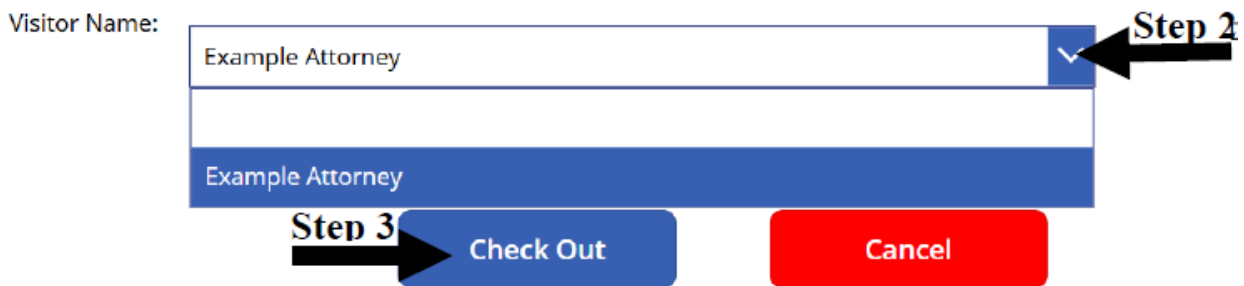 Visitor Name:
Step 2
Example Attorney
Example Attorney
Step 3
Check Out
Cancel